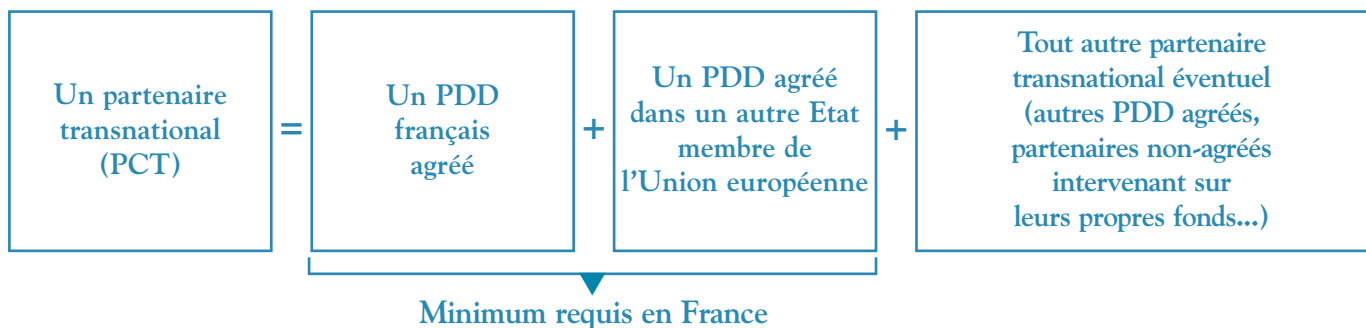 Un partenaire
transnational
(PCT)
=
Un PDD
français
agréé
+
Un PDD agréé
dans un autre Etat
membre de
l'Union européenne
+
Tout autre partenaire
transnational éventuel
(autres PDD agréés,
partenaires non-agréés
intervenant sur
leurs propres fonds...)
Minimum requis en France